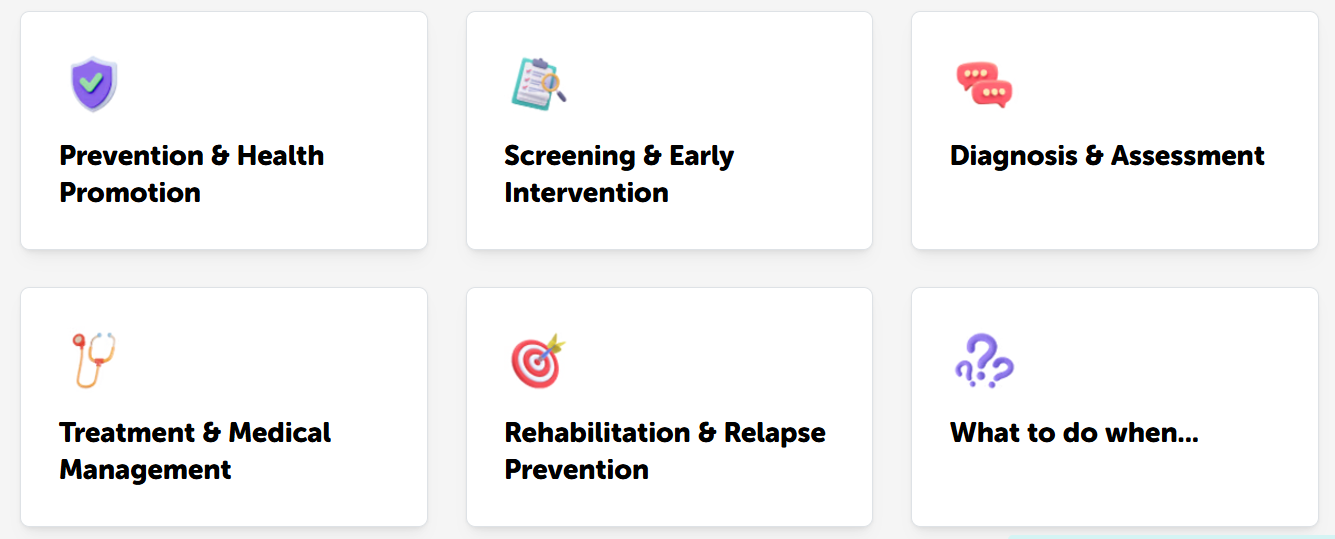 Prevention & Health
Promotion
Screening & Early
Intervention
Diagnosis & Assessment
Treatment & Medical
Management
Rehabilitation & Relapse
Prevention
What to do when...